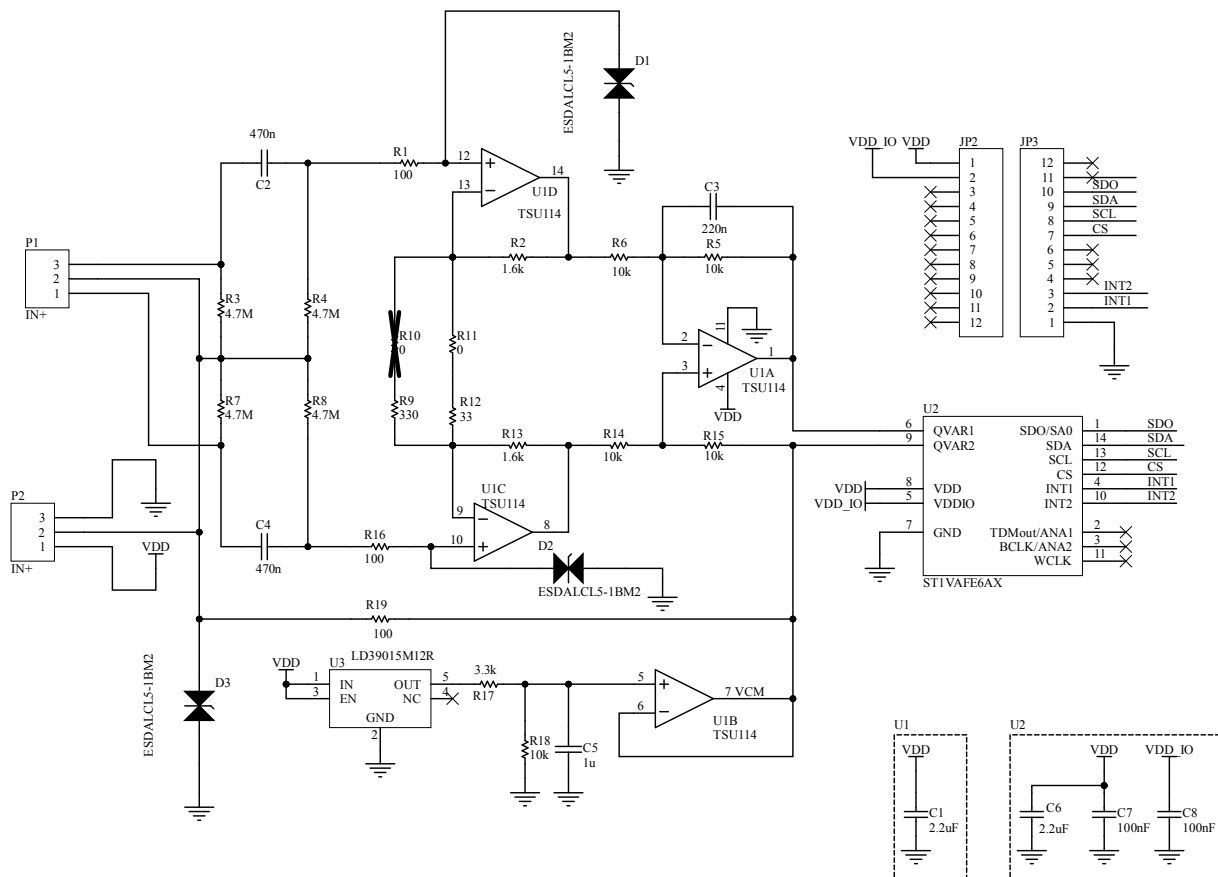 ESDALCL5-1BM2
D1
470n
C2
R1
100
12
13
14
U1D
TSU114
C3
220n
R2
1.6k
R6
10k
R5
10k
P1
3
2
1
IN+
R3
4.7M
R4
4.7M
R10
0
R11
0
R7
4.7M
R8
4.7M
R9
330
R12
33
2
3
11
4
1
U1A
TSU114
VDD
R13
1.6k
R14
10k
R15
10k
P2
3
2
1
IN+
VDD
C4
470n
R16
100
U1C
TSU114
9
10
8
D2
ESDALCL5-1BM2
R19
100
D3
ESDALCL5-1BM2
VDD
U3
LD39015M12R
1
3
IN
EN
OUT
NC
GND
5
4
2
3.3k
R17
R18
10k
C5
1u
5
6
7 VCM
U1B
TSU114
VDD_IO VDD
JP2
1
2
3
4
5
6
7
8
9
10
11
12
JP3
12
11
10
9
8
7
6
5
4
3
2
1
SDO
SDA
SCL
CS
INT2
INT1
U2
6 QVAR1
9 QVAR2
VDD 8 VDD
VDD_IO 5 VDDIO
7 GND
SDO/SA0 1 SDO
SDA 14 SDA
SCL 13 SCL
CS 12 CS
INT1 4 INT1
INT2 10 INT2
TDMout/ANA1 2
BCLK/ANA2 3
WCLK 11
ST1VAFE6AX
U1
VDD
C1
2.2uF
U2
VDD
VDD_IO
C6
2.2uF
C7
100nF
C8
100nF